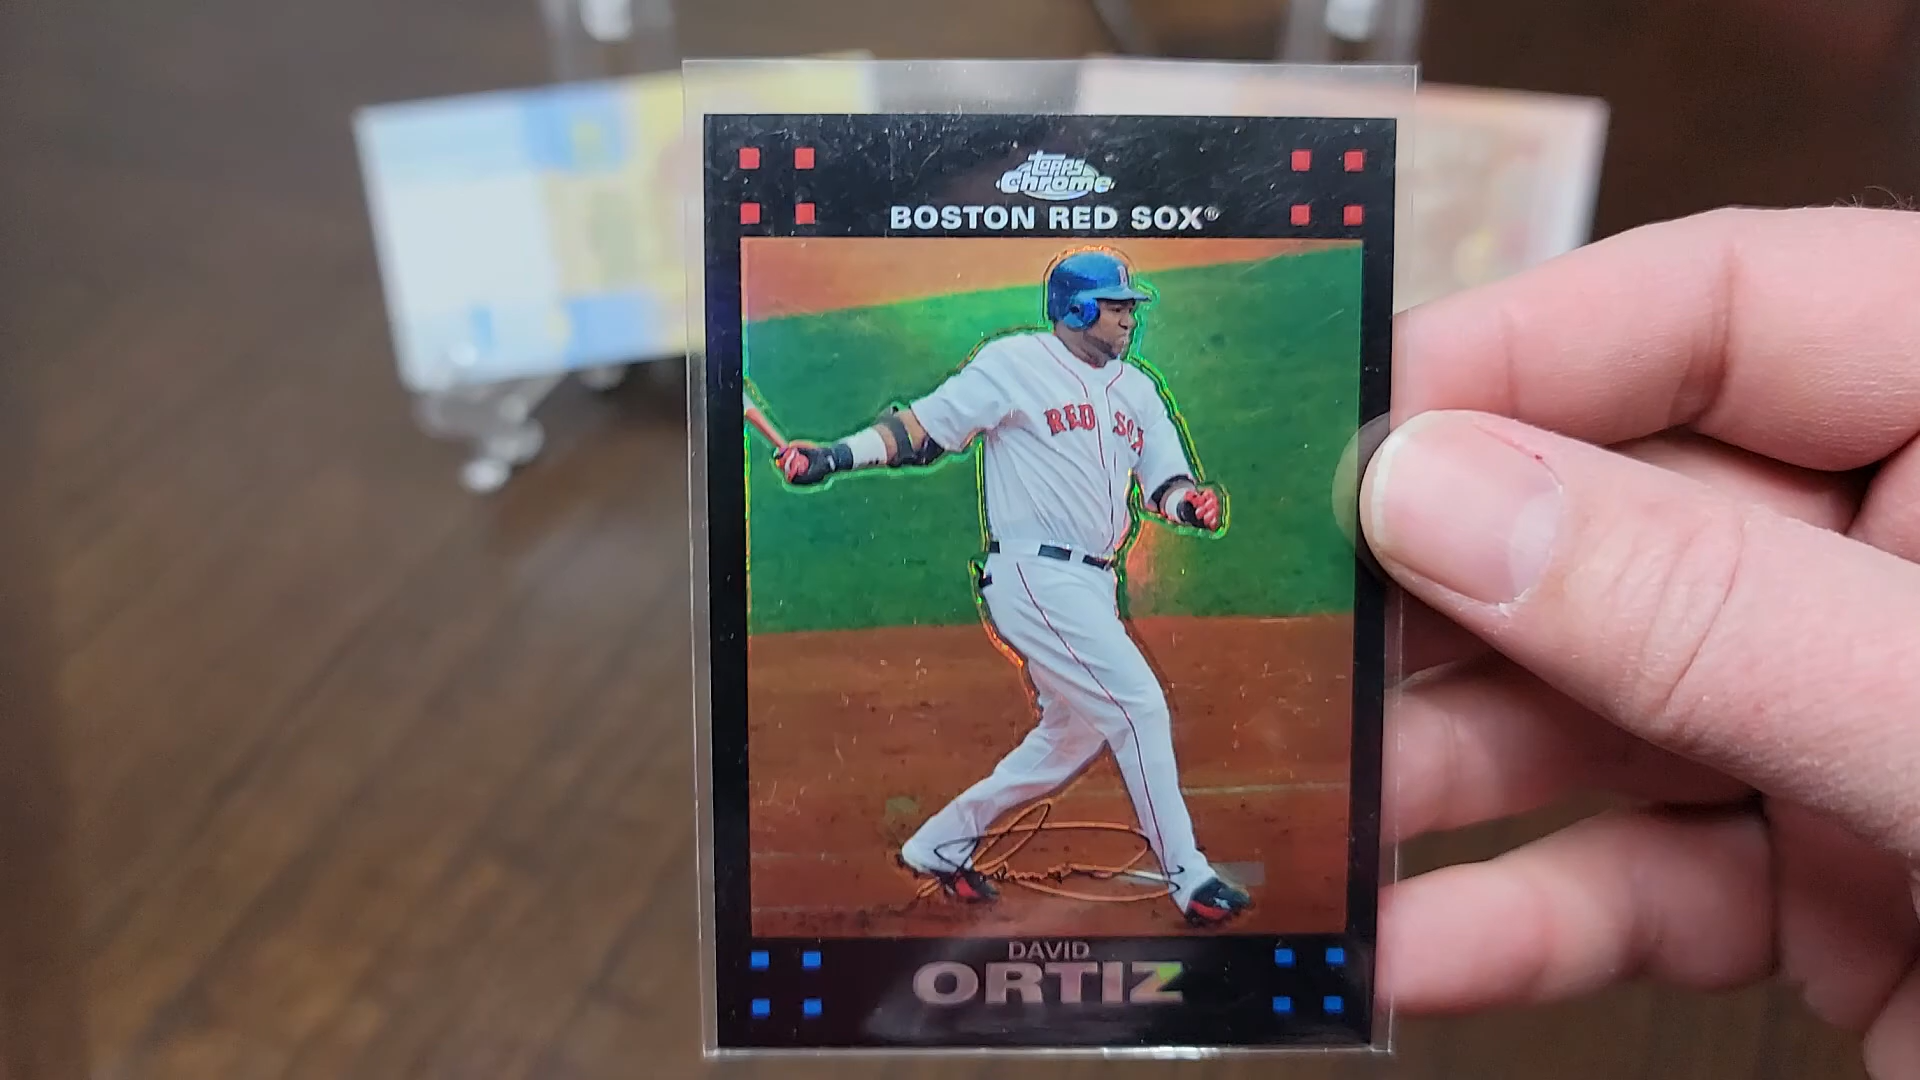 Topps
Chrome
BOSTON RED SOX®
RED SOX
DAVID
ORTIZ